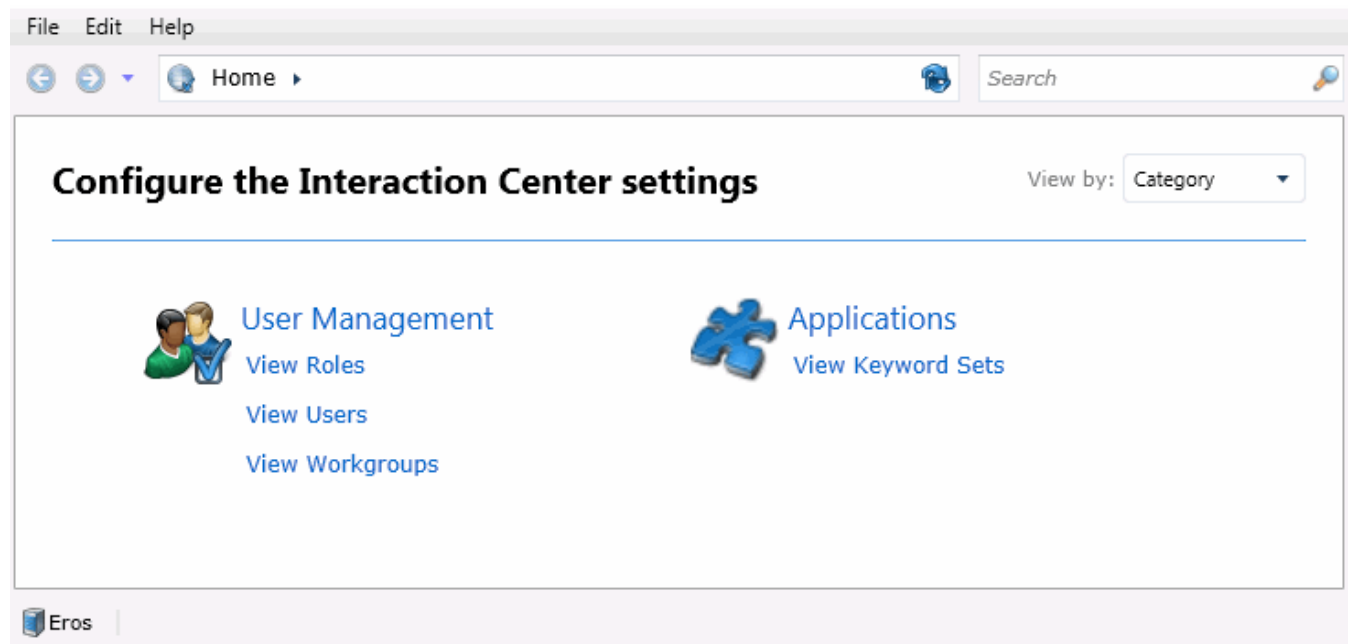 File Edit Help
Home
Search
Configure the Interaction Center settings
View by: Category
User Management
View Roles
View Users
View Workgroups
Applications
View Keyword Sets
Eros